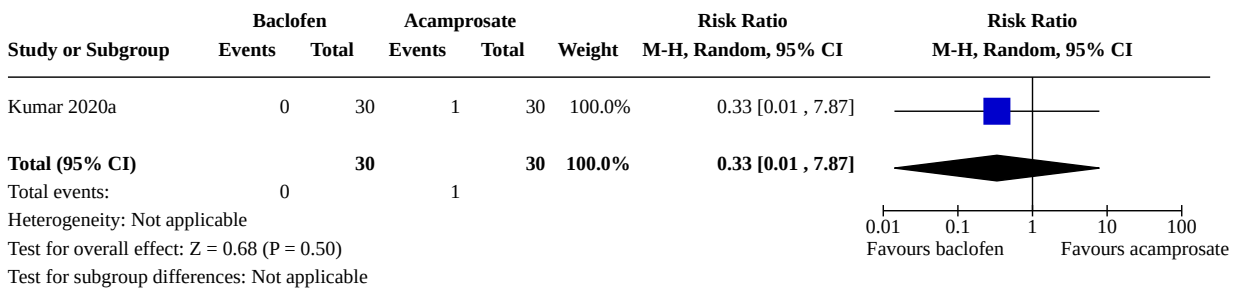 Baclofen Acamprosate Risk Ratio Risk Ratio
Study or Subgroup Events Total Events Total Weight M-H, Random, 95% CI M-H, Random, 95% CI
Kumar 2020a 0 30 1 30 100.0% 0.33 [0.01 , 7.87]
Total (95% CI) 30 30 100.0% 0.33 [0.01 , 7.87]
Total events: 0 1
Heterogeneity: Not applicable
0.01 0.1 1 10 100
Test for overall effect: Z = 0.68 (P = 0.50) Favours baclofen Favours acamprosate
Test for subgroup differences: Not applicable